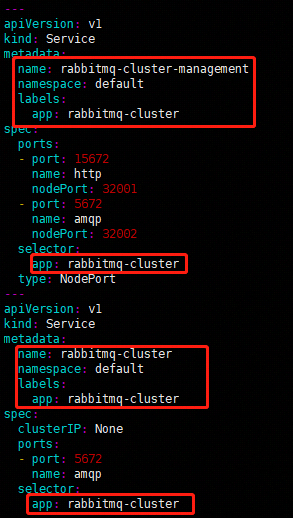 ---
apiVersion: v1
kind: Service
metadata:
  name: rabbitmq-cluster-management
  namespace: default
  labels:
    app: rabbitmq-cluster
spec:
  ports:
  - port: 15672
    name: http
    nodePort: 32001
  - port: 5672
    name: amqp
    nodePort: 32002
  selector:
    app: rabbitmq-cluster
  type: NodePort
---
apiVersion: v1
kind: Service
metadata:
  name: rabbitmq-cluster
  namespace: default
  labels:
    app: rabbitmq-cluster
spec:
  clusterIP: None
  ports:
  - port: 5672
    name: amqp
  selector:
    app: rabbitmq-cluster